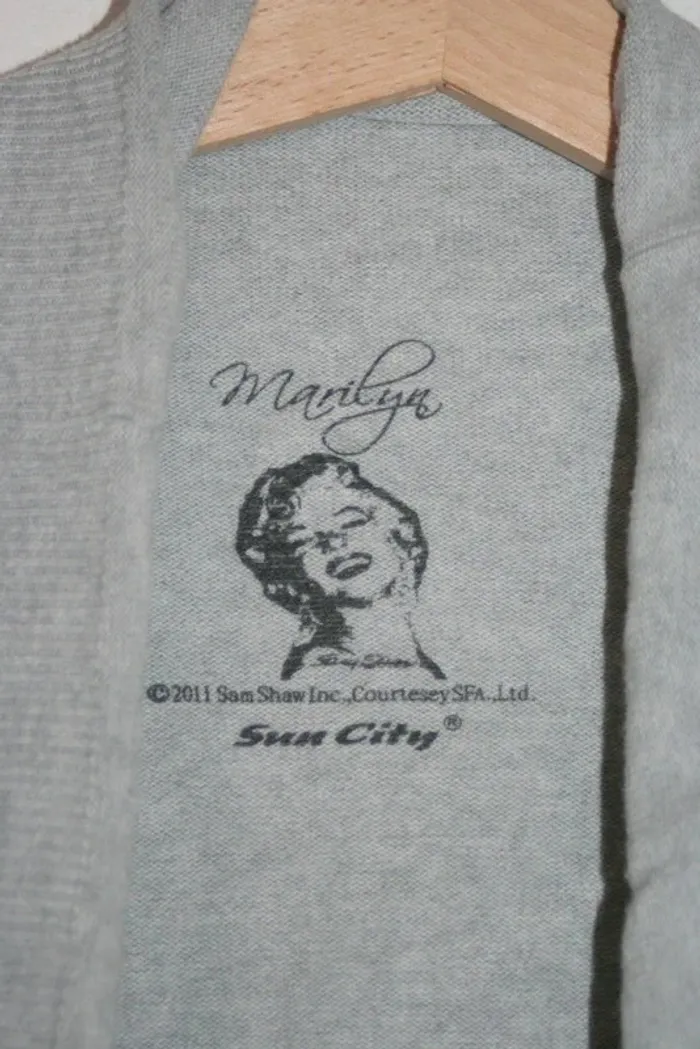 Marilyn
©2011 Sam Shaw Inc.,Courtesey SFA.,Ltd.
Sun City®